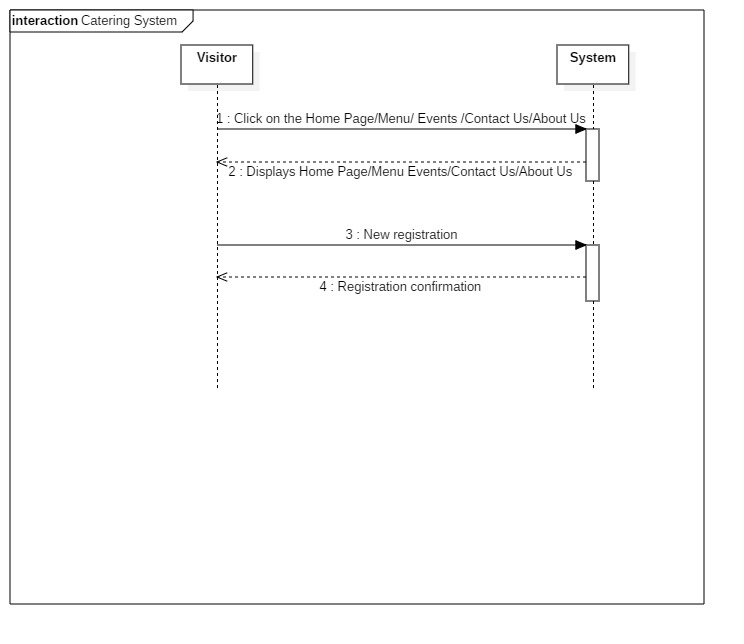 interaction Catering System
Visitor
System
1 : Click on the Home Page/Menu/ Events /Contact Us/About Us
2 : Displays Home Page/Menu Events/Contact Us/About Us
3 : New registration
4 : Registration confirmation